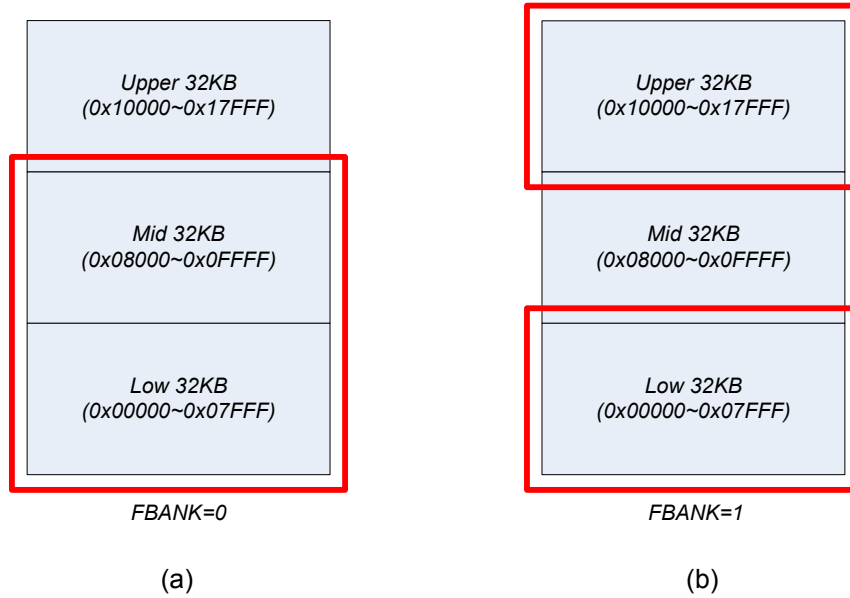 Upper 32KB
(0x10000~0x17FFF)
Mid 32KB
(0x08000~0x0FFFF)
Low 32KB
(0x00000~0x07FFF)
FBANK=0
(a)
Upper 32KB
(0x10000~0x17FFF)
Mid 32KB
(0x08000~0x0FFFF)
Low 32KB
(0x00000~0x07FFF)
FBANK=1
(b)